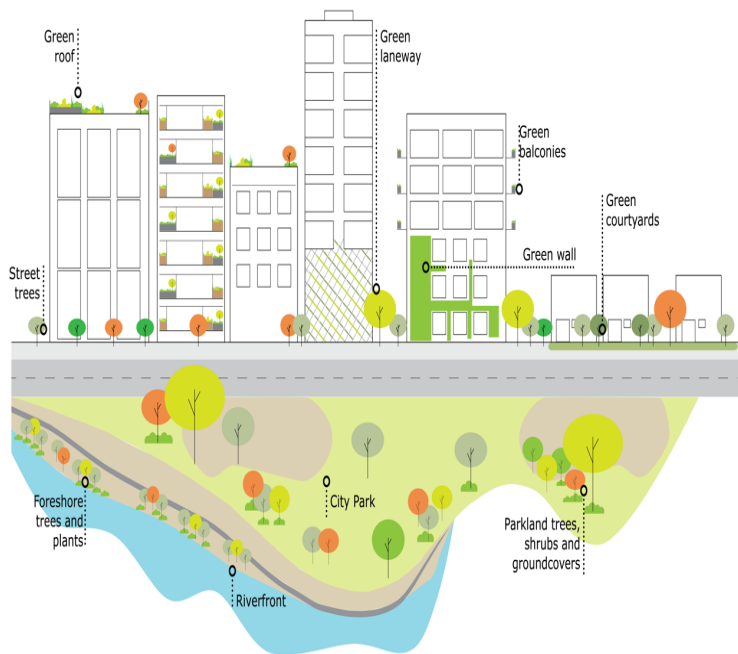 Green
roof
Green
laneway
Green
balconies
Green
courtyards
Green wall
Street
trees
Foreshore
trees and
plants
City Park
Riverfront
Parkland trees,
shrubs and
groundcovers